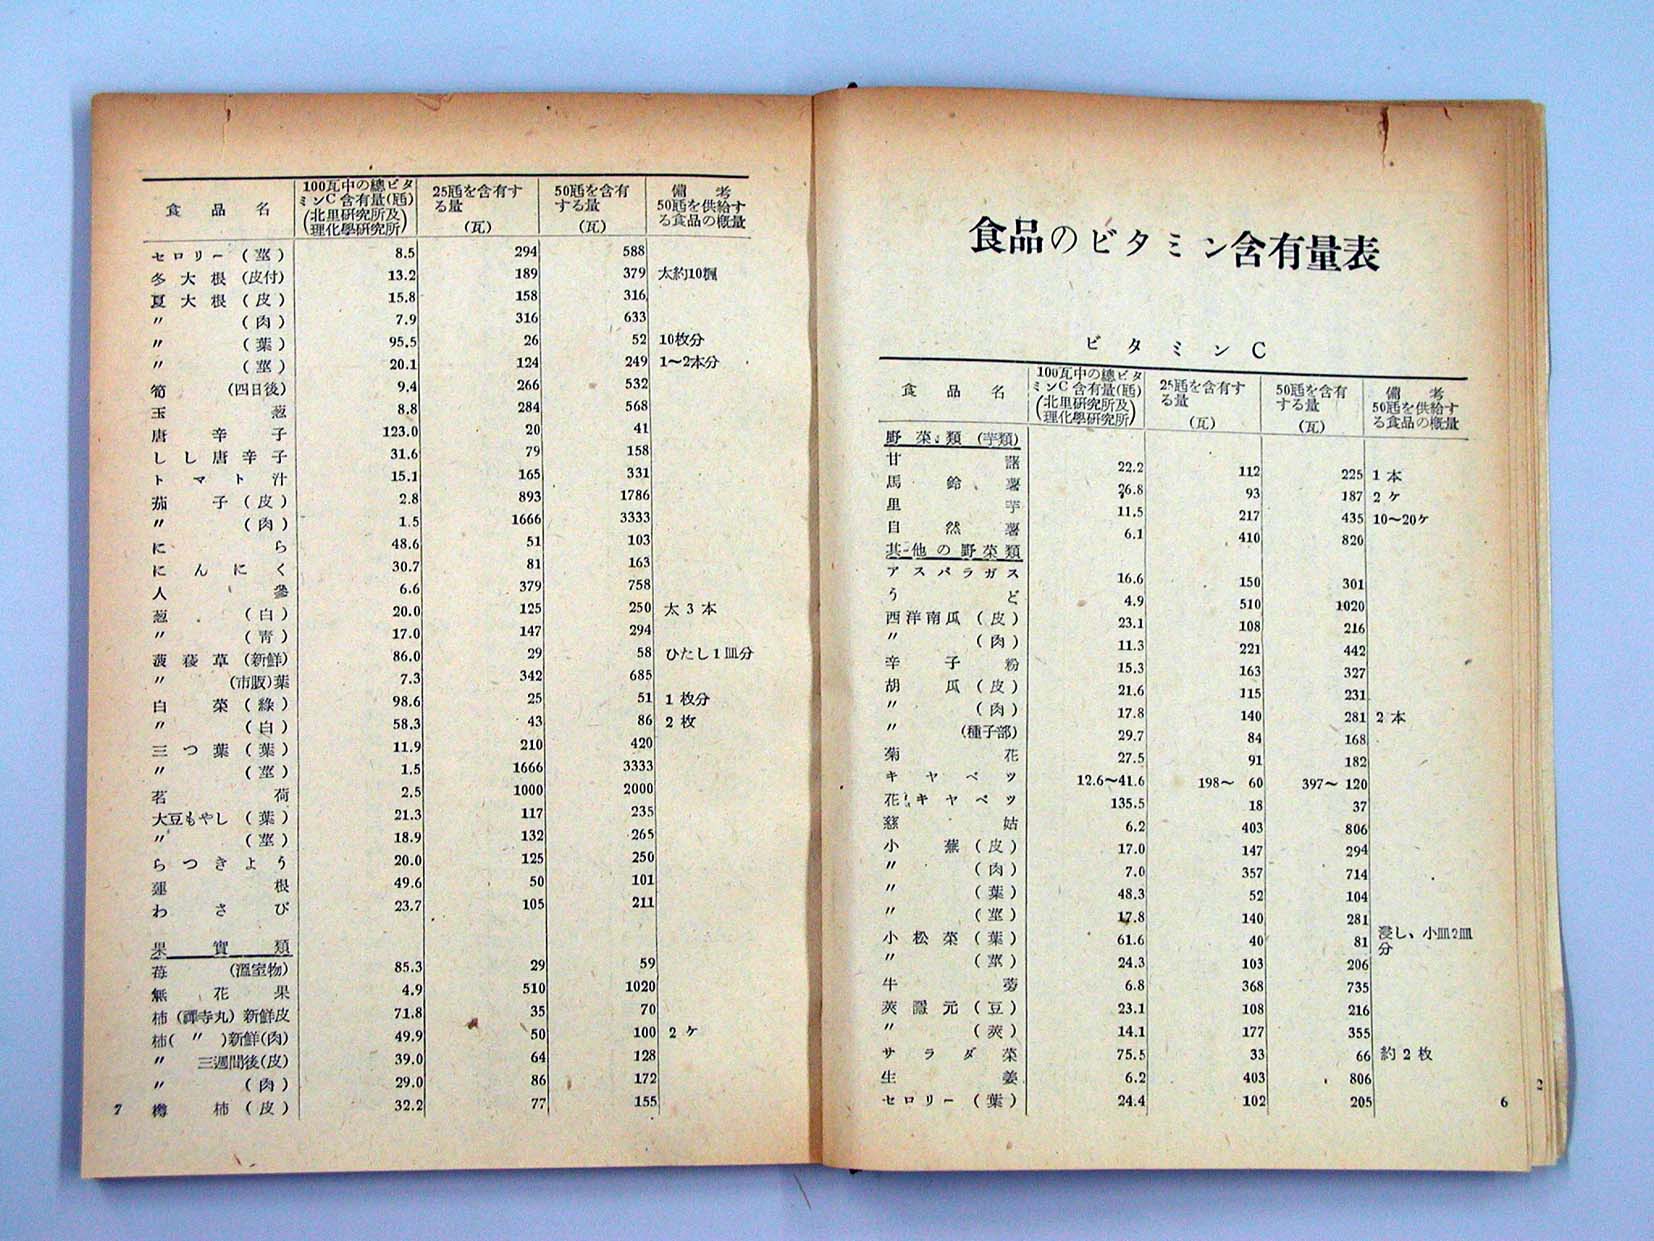 食品のビタミン含有量表
ビタミンC
食品名 100瓦中の總ビタミンC含有量(瓱)(北里研究所及理化學研究所) 25瓱を含有する量(瓦) 50瓱を含有する量(瓦) 備考 50瓱を供給する食品の概量
野菜類(芋類)
甘藷 22.2 112 225 1本
馬鈴薯 26.8 93 187 2ケ
里芋 11.5 217 435 10〜20ケ
自然薯 6.1 410 820
其他の野菜類
アスパラガス 16.6 150 301
うど 4.9 510 1020
西洋南瓜(皮) 23.1 108 216
〃(肉) 11.3 221 442
辛子粉 15.3 163 327
胡瓜(皮) 21.6 115 231
〃(肉) 17.8 140 281 2本
〃(種子部) 29.7 84 168
菊花 27.5 91 182
キヤベツ 12.6〜41.6 198〜60 397〜120
花キヤベツ 135.5 18 37
慈姑 6.2 403 806
小蕪(皮) 17.0 147 294
〃(肉) 7.0 357 714
〃(葉) 48.3 52 104
〃(莖) 17.8 140 281
小松菜(葉) 61.6 40 81 浸し、小皿2皿分
〃(莖) 24.3 103 206
牛蒡 6.8 368 735
莢隱元(豆) 23.1 108 216
〃(莢) 14.1 177 355
サラダ菜 75.5 33 66 約2枚
生姜 6.2 403 806
セロリー(葉) 24.4 102 205
6
2
食品名 100瓦中の總ビタミンC含有量(瓱)(北里研究所及理化學研究所) 25瓱を含有する量(瓦) 50瓱を含有する量(瓦) 備考 50瓱を供給する食品の概量
セロリー(莖) 8.5 294 588
冬大根(皮付) 13.2 189 379 太約10糎
夏大根(皮) 15.8 158 316
〃(肉) 7.9 316 633
〃(葉) 95.5 26 52 10枚分
〃(莖) 20.1 124 249 1〜2本分
筍(四日後) 9.4 266 532
玉葱 8.8 284 568
唐辛子 123.0 20 41
しし唐辛子 31.6 79 158
トマト汁 15.1 165 331
茄子(皮) 2.8 893 1786
〃(肉) 1.5 1666 3333
にら 48.6 51 103
にんにく 30.7 81 163
人參 6.6 379 758
葱(白) 20.0 125 250 太3本
〃(靑) 17.0 147 294
菠薐草(新鮮) 86.0 29 58 ひたし1皿分
〃(市販)葉 7.3 342 685
白菜(綠) 98.6 25 51 1枚分
〃(白) 58.3 43 86 2枚
三つ葉(葉) 11.9 210 420
〃(莖) 1.5 1666 3333
茗荷 2.5 1000 2000
大豆もやし(葉) 21.3 117 235
〃(莖) 18.9 132 265
らつきよう 20.0 125 250
蓮根 49.6 50 101
わさび 23.7 105 211
果實類
苺(溫室物) 85.3 29 59
無花果 4.9 510 1020
柿(禪寺丸)新鮮皮 71.8 35 70
柿(〃)新鮮(肉) 49.9 50 100 2ケ
〃三週間後(皮) 39.0 64 128
〃(肉) 29.0 86 172
樽柿(皮) 32.2 77 155
7